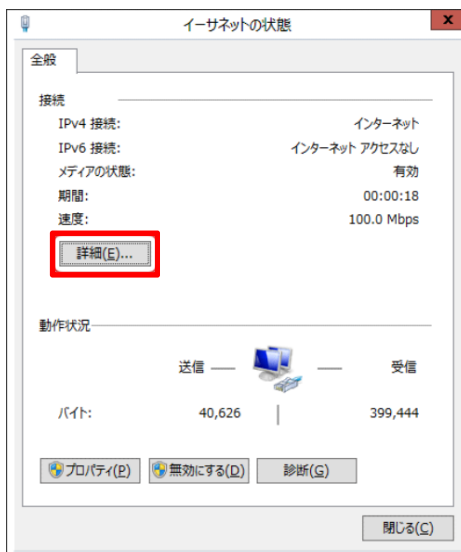 イーサネットの状態
x
全般
接続
IPv4 接続: インターネット
IPv6 接続: インターネット アクセスなし
メディアの状態: 有効
期間: 00:00:18
速度: 100.0 Mbps
詳細(E)...
動作状況
送信 受信
バイト: 40,626 399,444
プロパティ(P) 無効にする(D) 診断(G)
閉じる(C)